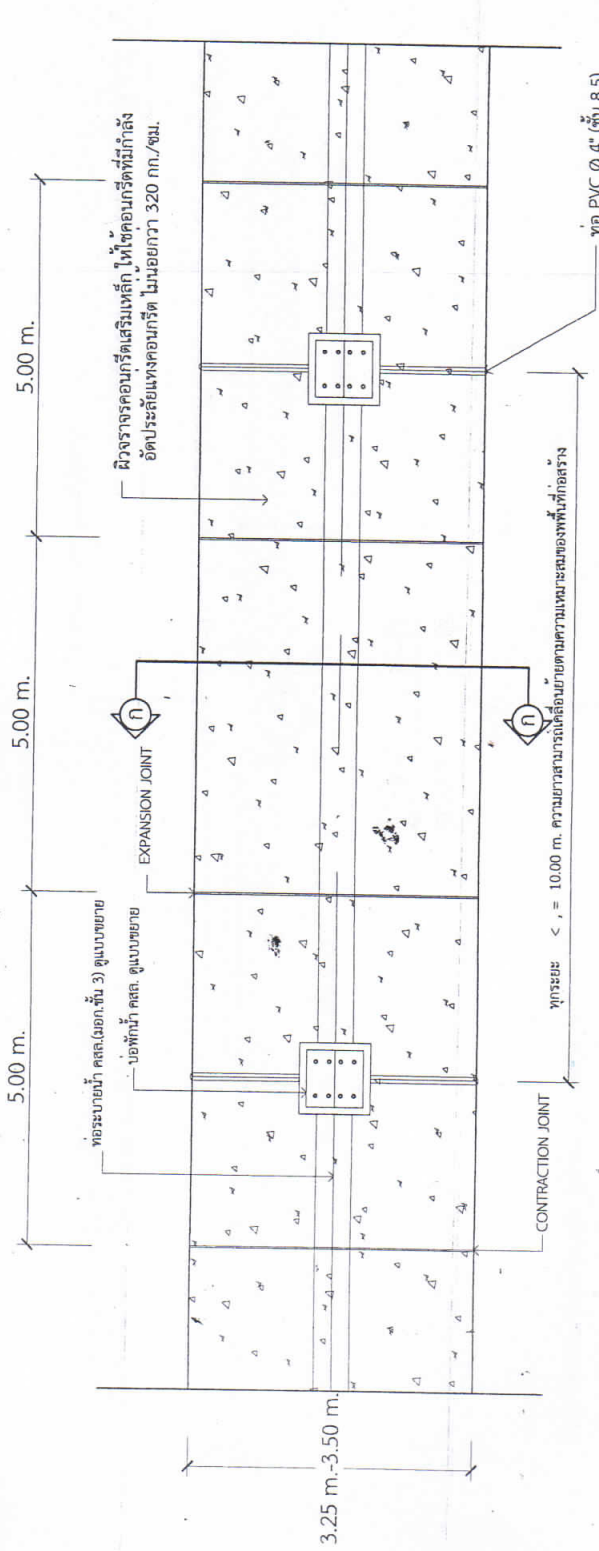 5.00 m.
5.00 m.
5.00 m.
ท่อระบายน้ำ คสล.(มอก.ชั้น 3) ดูแบบขยาย
บ่อพักน้ำ คสล. ดูแบบขยาย
EXPANSION JOINT
ผิวจราจรคอนกรีตเสริมเหล็ก ให้ใช้คอนกรีตที่มีกำลัง
อัดประลัยแท่งคอนกรีต ไม่น้อยกว่า 320 กก./ซม.
ก
ก
3.25 m.-3.50 m.
CONTRACTION JOINT
ทุกระยะ < , = 10.00 m. ความยาวสามารถเคลื่อนย้ายตามความเหมาะสมของพพื้นที่ก่อสร้าง
ท่อ PVC Ø 4" (ชั้น 8.5)